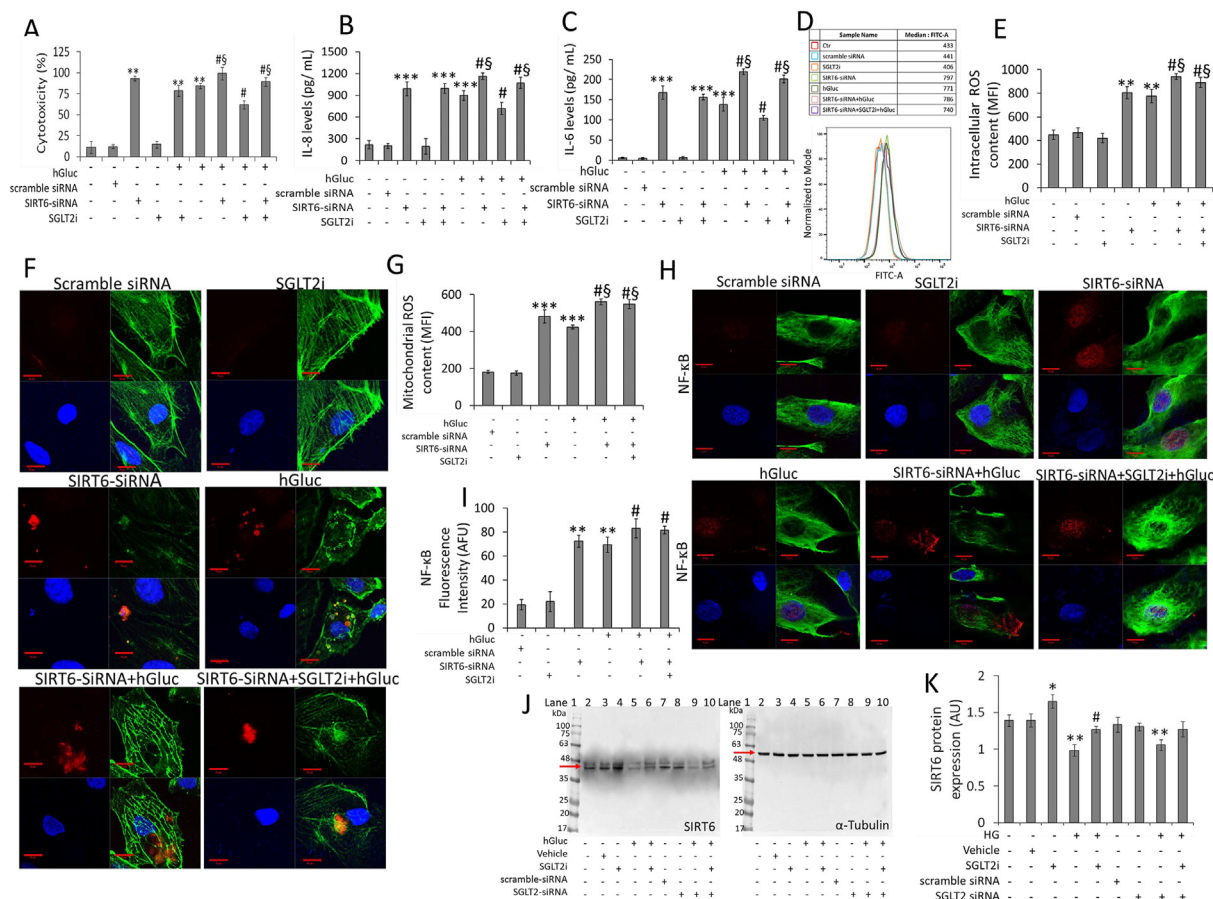 A
Cytotoxicity (%)
125
100
75
50
25
0
** ** ** #§ # #§
hGluc - - - - + + + + +
scramble siRNA - + - - - - - - -
SIRT6-siRNA
SGLT2i
B
IL-8 levels (pg/ mL)
1500
1200
900
600
300
0
*** *** *** #§ # #§
hGluc - - - - - + + + +
scramble siRNA - + - - - - - - -
SIRT6-siRNA - - + - + - + - +
SGLT2i - - - + + - - + +
C
IL-6 levels (pg/mL)
250
200
150
100
50
0
*** *** *** #§ # #§
hGluc - - - - - + + + +
scramble siRNA - + - - - - - - -
SIRT6-siRNA - - + - + - + - +
SGLT2i - - - + + - - + +
D
Sample Name Median : FITC-A
Ctr 433
scramble siRNA 441
SGLT2i 406
SIRT6-siRNA 797
hGluc 771
SIRT6-siRNA+hGluc 786
SIRT6-siRNA+SGLT2i+hGluc 740
Normalized to Mode
100
80
60
40
20
0
FITC-A
E
Intracellular ROS
content (MFI)
1000
800
600
400
200
0
** ** #§ #§
hGluc - - - - + + +
scramble siRNA - + - - - - -
SIRT6-siRNA - - - + - + +
SGLT2i - - + - - - +
F
Scramble siRNA SGLT2i
SIRT6-SiRNA hGluc
SIRT6-SiRNA+hGluc SIRT6-SiRNA+SGLT2i+hGluc
G
Mitochondrial ROS
content (MFI)
600
400
200
0
*** *** #§ #§
hGluc - - - + + +
scramble siRNA + - - - - -
SIRT6-siRNA - - + - + +
SGLT2i - + - - - +
H
Scramble siRNA SGLT2i SIRT6-siRNA
NF-κB
hGluc SIRT6-siRNA+hGluc SIRT6-siRNA+SGLT2i+hGluc
NF-κB
I
NF-κB
Fluorescence
Intensity (AFU)
100
80
60
40
20
0
** ** # #
hGluc - - - + + +
scramble siRNA + - - - - -
SIRT6-siRNA - - + - + +
SGLT2i - + - - - +
J
Lane 1 2 3 4 5 6 7 8 9 10 Lane 1 2 3 4 5 6 7 8 9 10
kDa kDa
100 100
75 75
63 63
48 48
35 35
25 25
20 20
17 17
SIRT6 α-Tubulin
hGluc - - - + + - - + +
Vehicle - + - - - - - - -
SGLT2i - - + - + - - - +
scramble-siRNA - - - - - + - - -
SGLT2-siRNA - - - - - - + + +
K
SIRT6 protein
expression (AU)
2
1.5
1
0.5
0
* ** # **
HG - - - + + - - + +
Vehicle - + - - - - - - -
SGLT2i - - + - + - - - +
scramble siRNA - - - - - + - - -
SGLT2 siRNA - - - - - - + + +